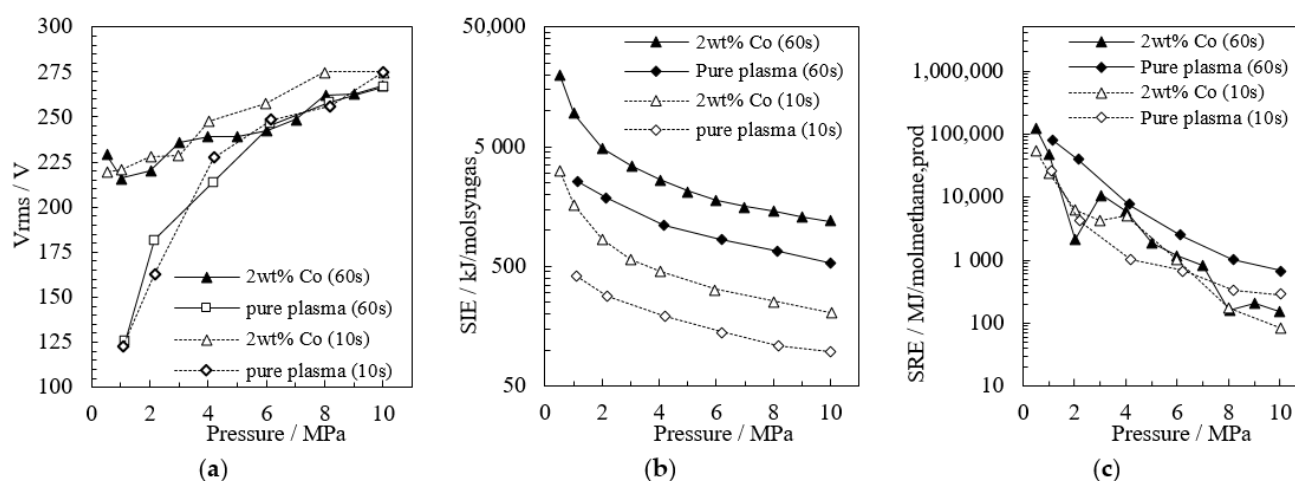 300
275
250
225
200
175
150
125
100
Vrms / V
0 2 4 6 8 10
Pressure / MPa
2wt% Co (60s)
pure plasma (60s)
2wt% Co (10s)
pure plasma (10s)
(a)
50,000
5 000
500
50
SIE / kJ/molsyngas
0 2 4 6 8 10
Pressure / MPa
2wt% Co (60s)
Pure plasma (60s)
2wt% Co (10s)
pure plasma (10s)
(b)
1,000,000
100,000
10,000
1 000
100
10
SRE / MJ/molmethane,prod
0 2 4 6 8 10
Pressure / MPa
2wt% Co (60s)
Pure plasma (60s)
2wt% Co (10s)
Pure plasma (10s)
(c)